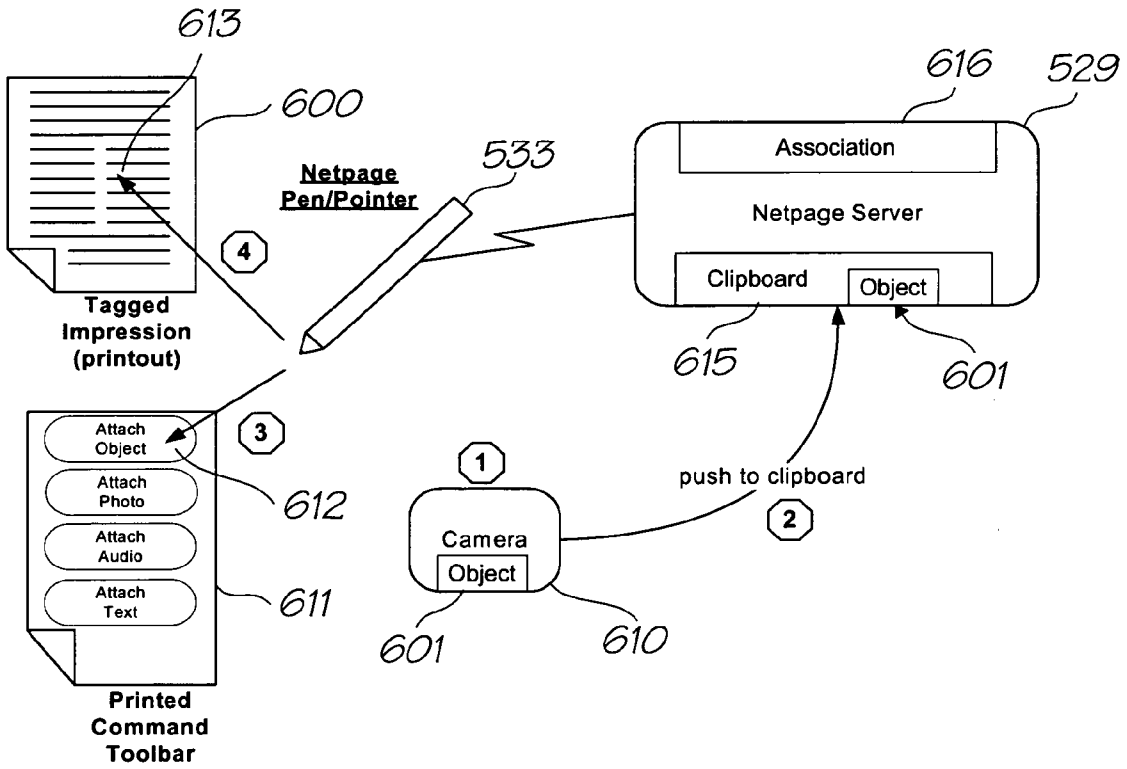 613
600
Netpage
Pen/Pointer
533
616
529
Association
Netpage Server
Clipboard
Object
615
601
4
Tagged
Impression
(printout)
3
Attach
Object
Attach
Photo
Attach
Audio
Attach
Text
612
611
Printed
Command
Toolbar
1
Camera
Object
601
610
push to clipboard
2